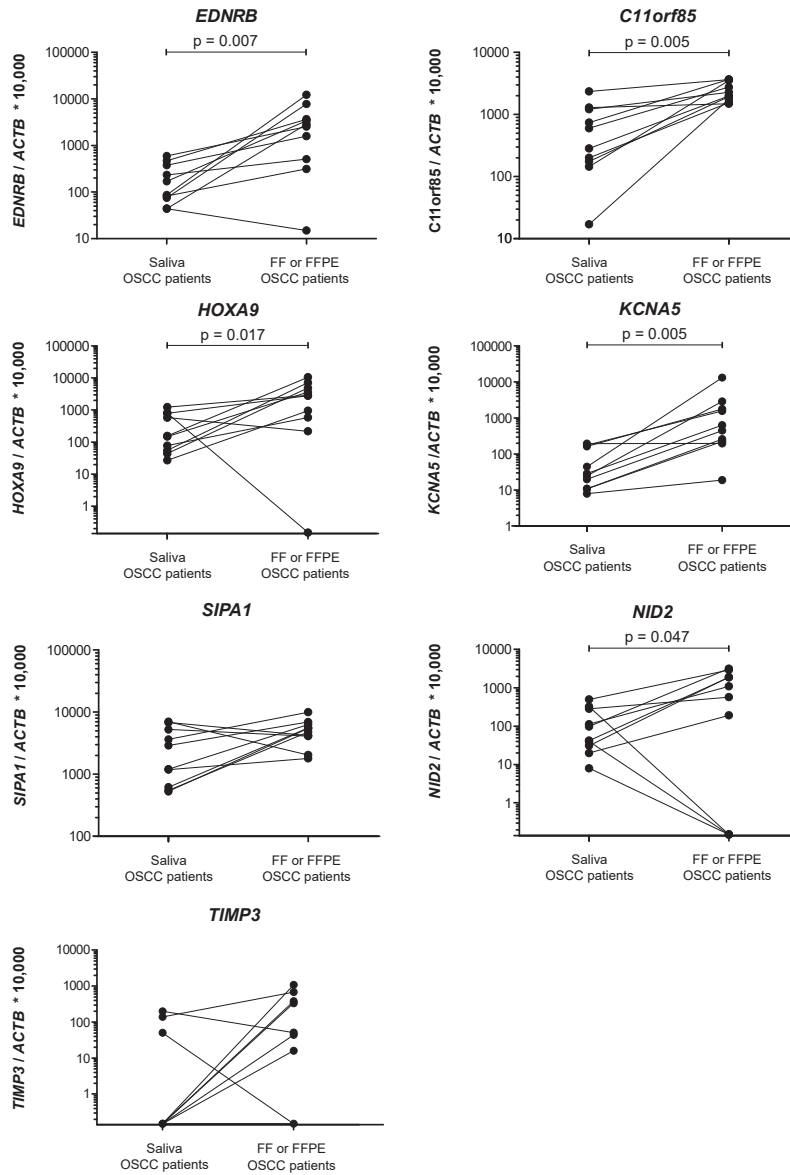 EDNRB
p = 0.007
EDNRB / ACTB * 10,000
100000
10000
1000
100
10
Saliva
OSCC patients
FF or FFPE
OSCC patients
C11orf85
p = 0.005
C11orf85 / ACTB * 10,000
10000
1000
100
10
Saliva
OSCC patients
FF or FFPE
OSCC patients
HOXA9
p = 0.017
HOXA9 / ACTB * 10,000
100000
10000
1000
100
10
1
Saliva
OSCC patients
FF or FFPE
OSCC patients
KCNA5
p = 0.005
KCNA5 /ACTB * 10,000
100000
10000
1000
100
10
1
Saliva
OSCC patients
FF or FFPE
OSCC patients
SIPA1
SIPA1 / ACTB * 10,000
100000
10000
1000
100
Saliva
OSCC patients
FF or FFPE
OSCC patients
NID2
p = 0.047
NID2 / ACTB * 10,000
10000
1000
100
10
1
Saliva
OSCC patients
FF or FFPE
OSCC patients
TIMP3
TIMP3 / ACTB * 10,000
10000
1000
100
10
1
Saliva
OSCC patients
FF or FFPE
OSCC patients